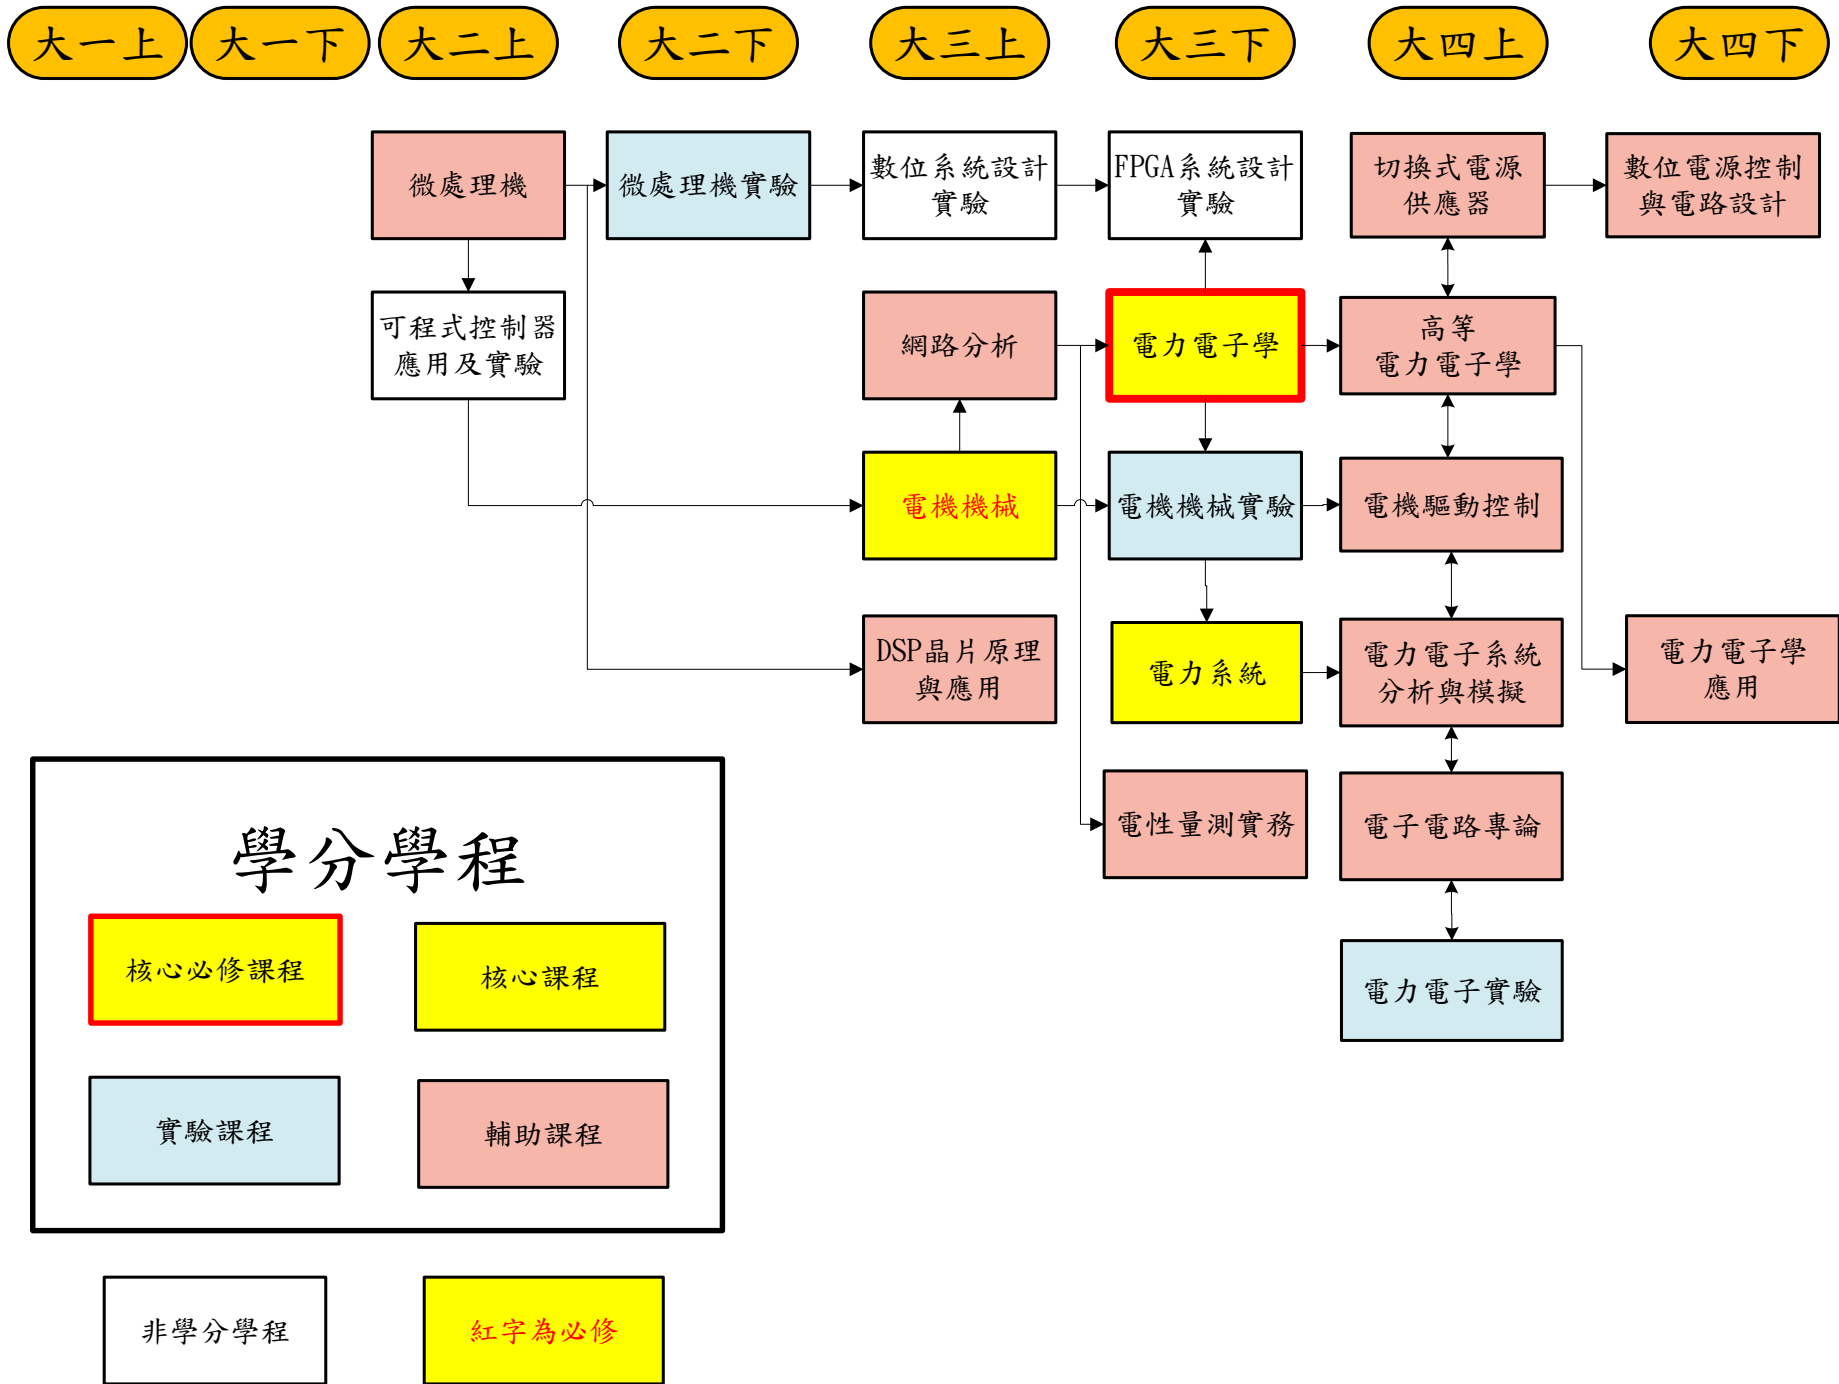 大一上
大一下
大二上
大二下
大三上
大三下
大四上
大四下
微處理機
微處理機實驗
數位系統設計
實驗
FPGA系統設計
實驗
切換式電源
供應器
數位電源控制
與電路設計
可程式控制器
應用及實驗
網路分析
電力電子學
高等
電力電子學
電機機械
電機機械實驗
電機驅動控制
DSP晶片原理
與應用
電力系統
電力電子系統
分析與模擬
電力電子學
應用
電性量測實務
電子電路專論
電力電子實驗
學分學程
核心必修課程
核心課程
實驗課程
輔助課程
非學分學程
紅字為必修